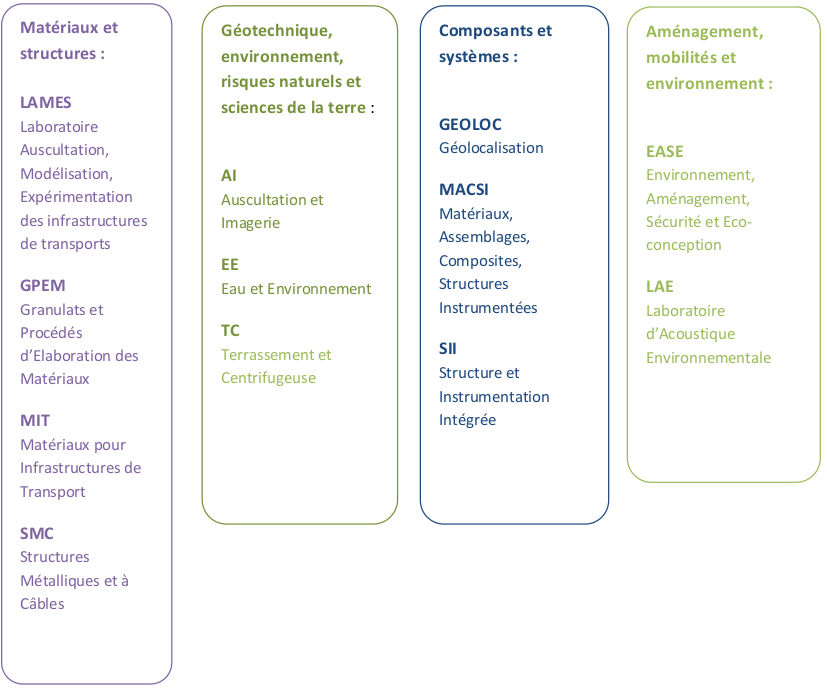 Matériaux et
structures :
LAMES
Laboratoire
Auscultation,
Modélisation,
Expérimentation
des infrastructures
de transports
GPEM
Granulats et
Procédés
d’Elaboration des
Matériaux
MIT
Matériaux pour
Infrastructures de
Transport
SMC
Structures
Métalliques et à
Câbles
Géotechnique,
environnement,
risques naturels et
sciences de la terre :
AI
Auscultation et
Imagerie
EE
Eau et Environnement
TC
Terrassement et
Centrifugeuse
Composants et
systèmes :
GEOLOC
Géolocalisation
MACSI
Matériaux,
Assemblages,
Composites,
Structures
Instrumentées
SII
Structure et
Instrumentation
Intégrée
Aménagement,
mobilités et
environnement :
EASE
Environnement,
Aménagement,
Sécurité et Eco-
conception
LAE
Laboratoire
d’Acoustique
Environnementale